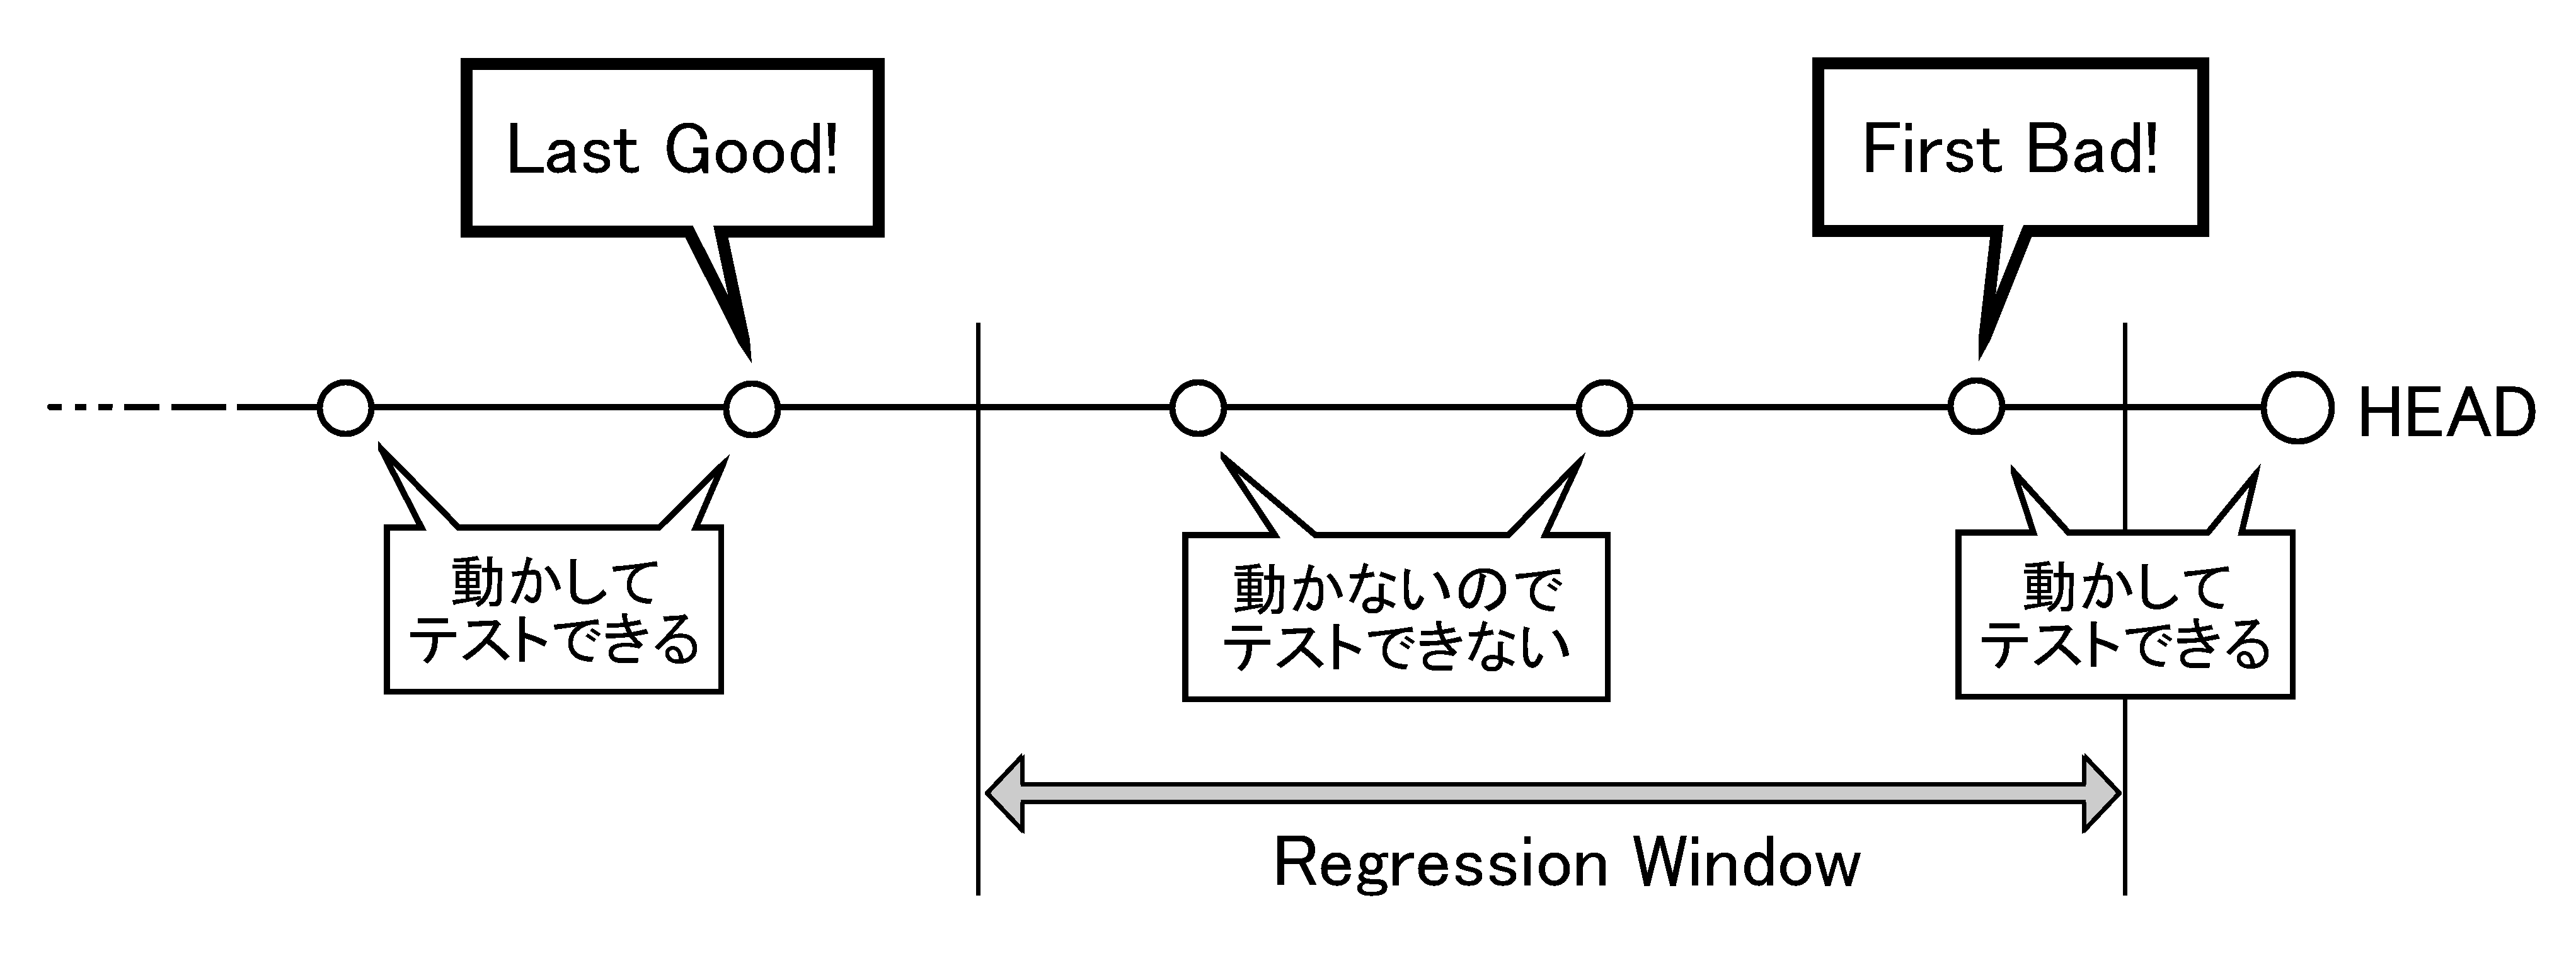 Last Good!
First Bad!
HEAD
動かして
テストできる
動かないので
テストできない
動かして
テストできる
Regression Window